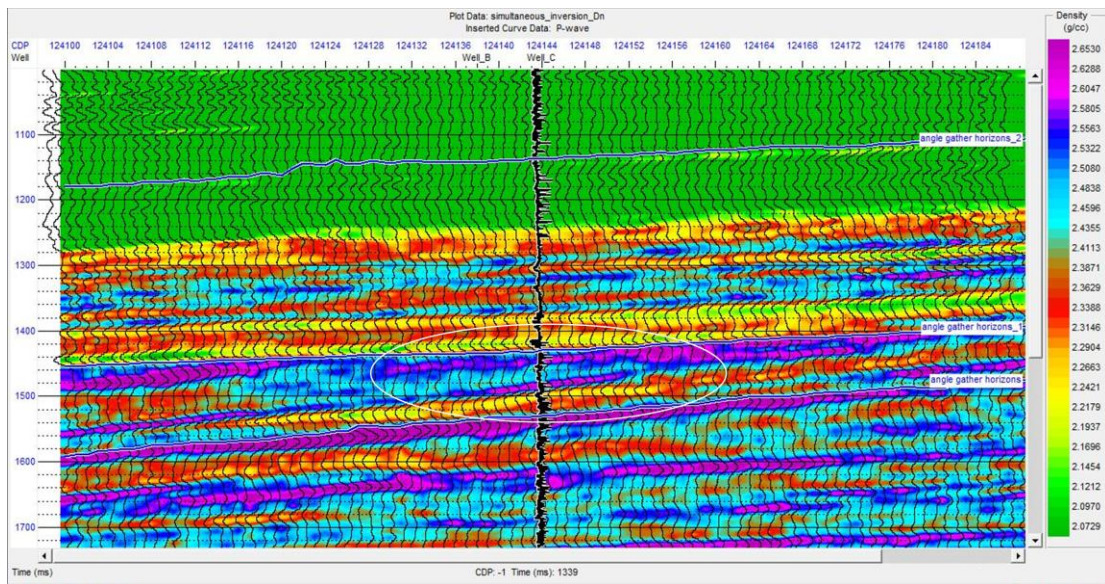 Plot Data: simultaneous_inversion_Dn
Inserted Curve Data: P-wave
Density
(g/cc)
CDP 124100 124104 124108 124112 124116 124120 124124 124128 124132 124136 124140 124144 124148 124152 124156 124160 124164 124168 124172 124176 124180 124184
Well Well_B Well_C
2.6530
2.6288
2.6047
2.5805
2.5563
2.5322
2.5080
2.4838
2.4596
2.4355
2.4113
2.3871
2.3629
2.3388
2.3146
2.2904
2.2663
2.2421
2.2179
2.1937
2.1696
2.1454
2.1212
2.0970
2.0729
1100
angle gather horizons_2
1200
1300
1400
angle gather horizons_1
angle gather horizons
1500
1600
1700
Time (ms)
CDP: -1 Time (ms): 1339